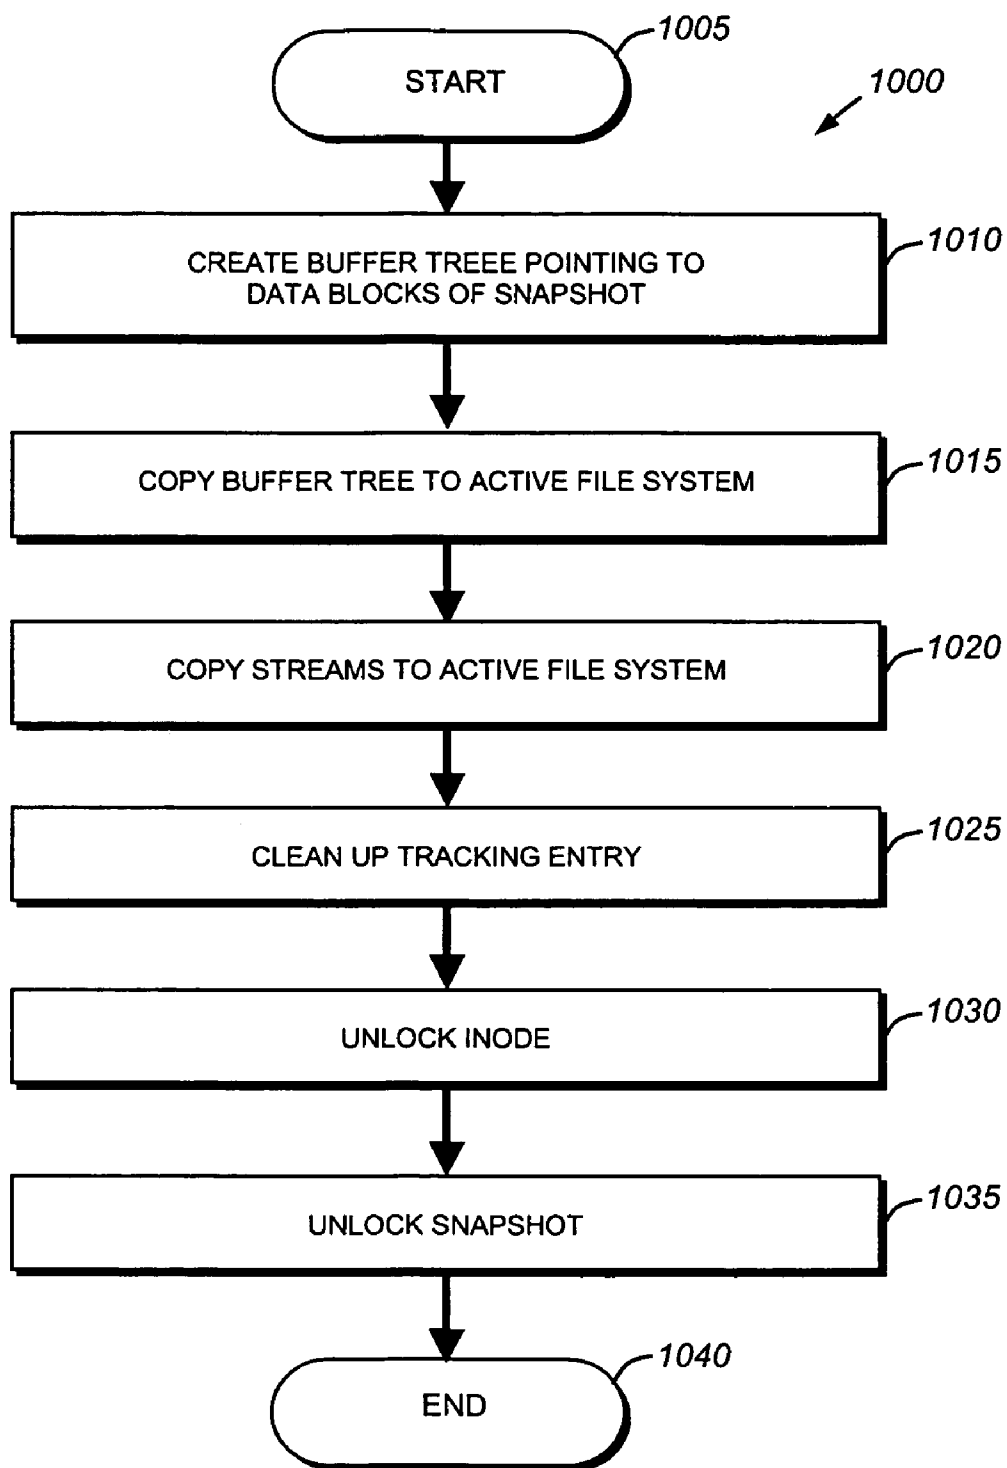 1005
START
1000
1010
CREATE BUFFER TREEE POINTING TO
DATA BLOCKS OF SNAPSHOT
1015
COPY BUFFER TREE TO ACTIVE FILE SYSTEM
1020
COPY STREAMS TO ACTIVE FILE SYSTEM
1025
CLEAN UP TRACKING ENTRY
1030
UNLOCK INODE
1035
UNLOCK SNAPSHOT
1040
END